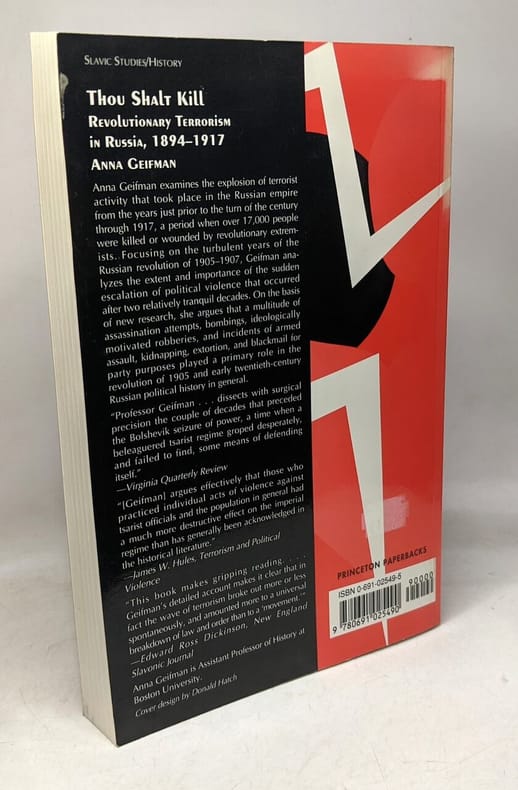 Slavic Studies/History
Thou Shalt Kill
Revolutionary Terrorism
in Russia, 1894–1917
Anna Geifman
Anna Geifman examines the explosion of terrorist
activity that took place in the Russian empire
from the years just prior to the turn of the century
through 1917, a period when over 17,000 people
were killed or wounded by revolutionary extrem-
ists. Focusing on the turbulent years of the
Russian revolution of 1905–1907, Geifman ana-
lyzes the extent and importance of the sudden
escalation of political violence that occurred
after two relatively tranquil decades. On the basis
of new research, she argues that a multitude of
assassination attempts, bombings, ideologically
motivated robberies, and incidents of armed
assault, kidnapping, extortion, and blackmail for
party purposes played a primary role in the
revolution of 1905 and early twentieth-century
Russian political history in general.
"Professor Geifman . . . dissects with surgical
precision the couple of decades that preceded
the Bolshevik seizure of power, a time when a
beleaguered tsarist regime groped desperately,
and failed to find, some means of defending
itself."
—Virginia Quarterly Review
"[Geifman] argues effectively that those who
practiced individual acts of violence against
tsarist officials and the population in general had
a much more destructive effect on the imperial
regime than has generally been acknowledged in
the historical literature."
—James W. Hules, Terrorism and Political
Violence
"This book makes gripping reading . . . .
Geifman's detailed account makes it clear that in
fact the wave of terrorism broke out more or less
spontaneously, and amounted more to a universal
breakdown of law and order than to a 'movement.'"
—Edward Ross Dickinson, New England
Slavonic Journal
Anna Geifman is Assistant Professor of History at
Boston University.
Cover design by Donald Hatch
PRINCETON PAPERBACKS
ISBN 0-691-02549-5
90000
9 780691 025490